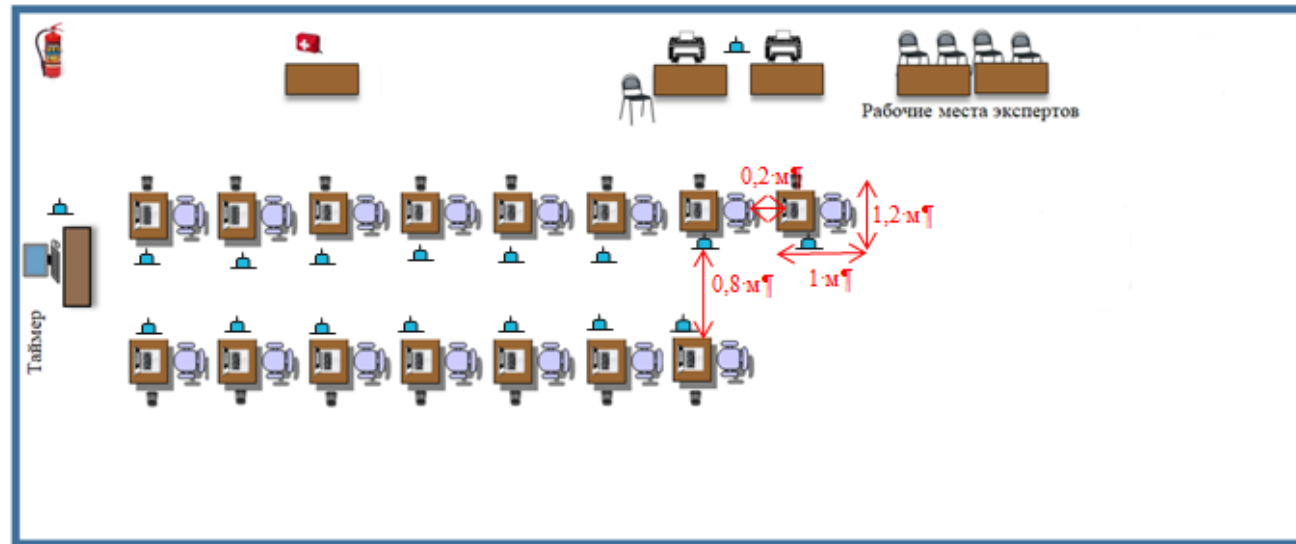 Рабочие места экспертов
0,2·м¶
1,2·м¶
1·м¶
0,8·м¶
Таймер